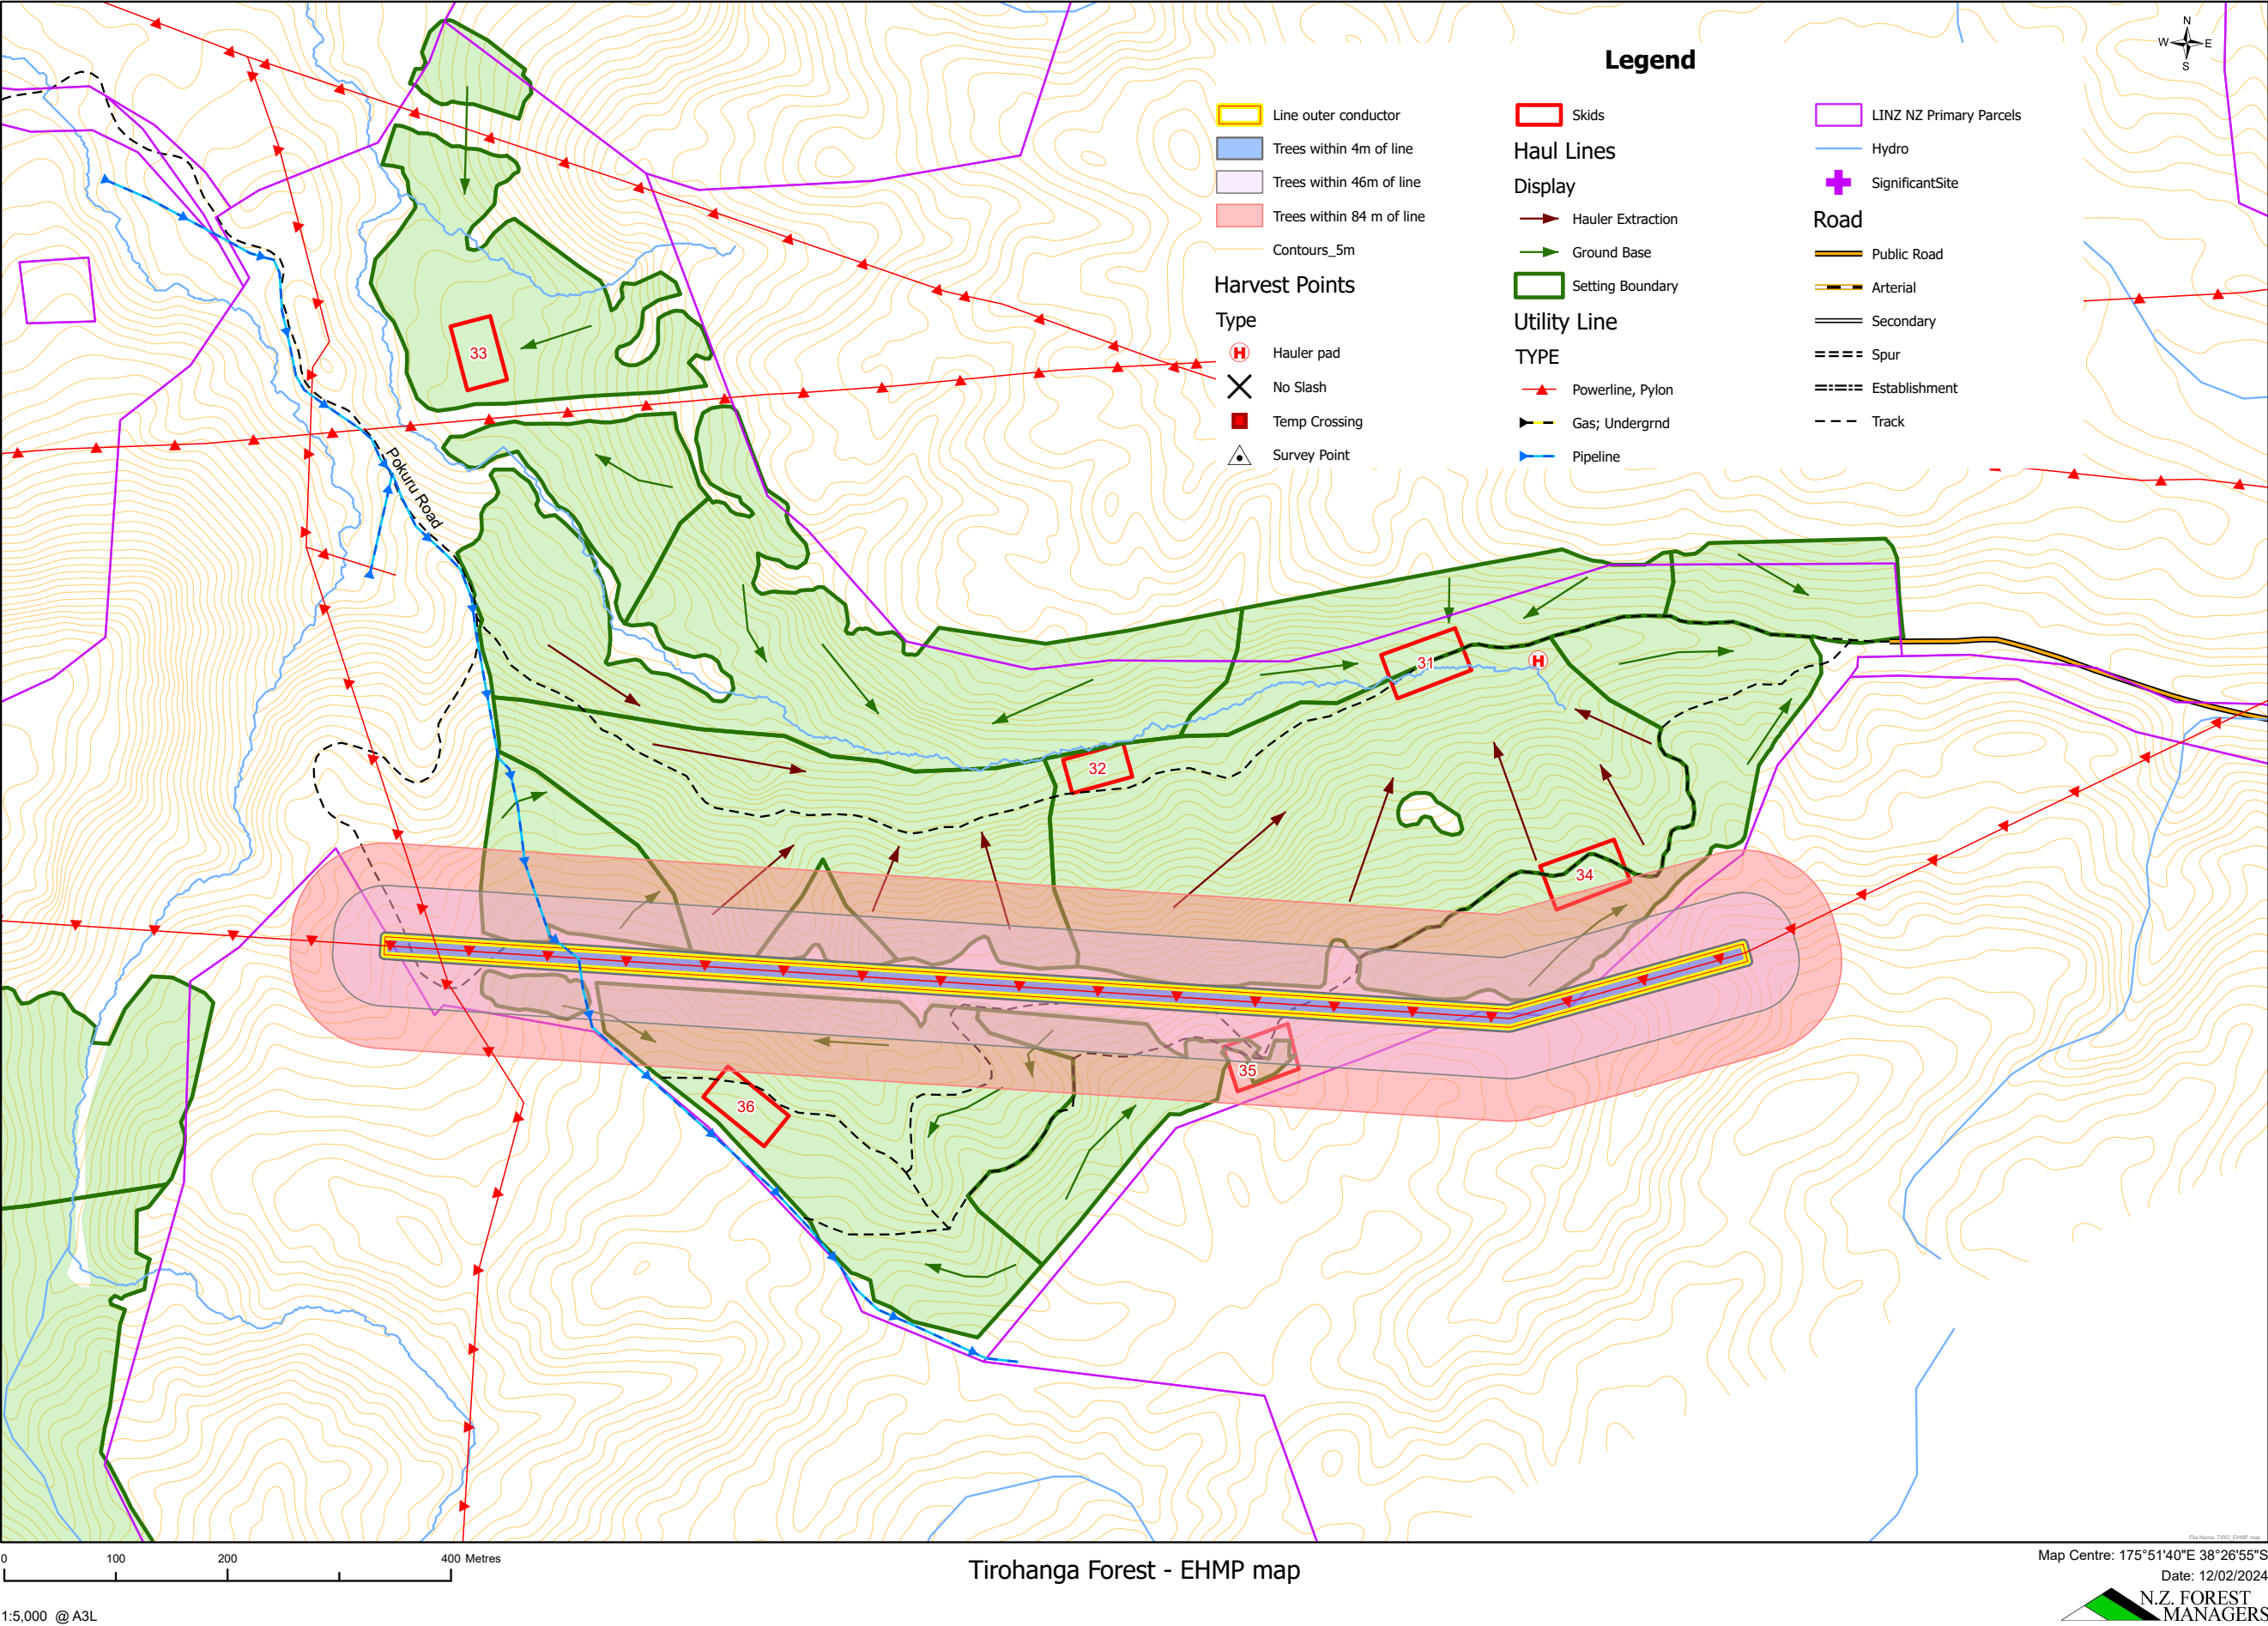 N
W E
S
Legend
Line outer conductor
Trees within 4m of line
Trees within 46m of line
Trees within 84 m of line
Contours_5m
Harvest Points
Type
Hauler pad
No Slash
Temp Crossing
Survey Point
Skids
Haul Lines
Display
Hauler Extraction
Ground Base
Setting Boundary
Utility Line
TYPE
Powerline, Pylon
Gas; Undergrnd
Pipeline
LINZ NZ Primary Parcels
Hydro
SignificantSite
Road
Public Road
Arterial
Secondary
Spur
Establishment
Track
H
33
Pokuru Road
31
H
32
34
35
36
File Name: TIRO_EHMP map
0 100 200 400 Metres
1:5,000 @ A3L
Tirohanga Forest - EHMP map
Map Centre: 175°51'40"E 38°26'55"S
Date: 12/02/2024
N.Z. FOREST
MANAGERS